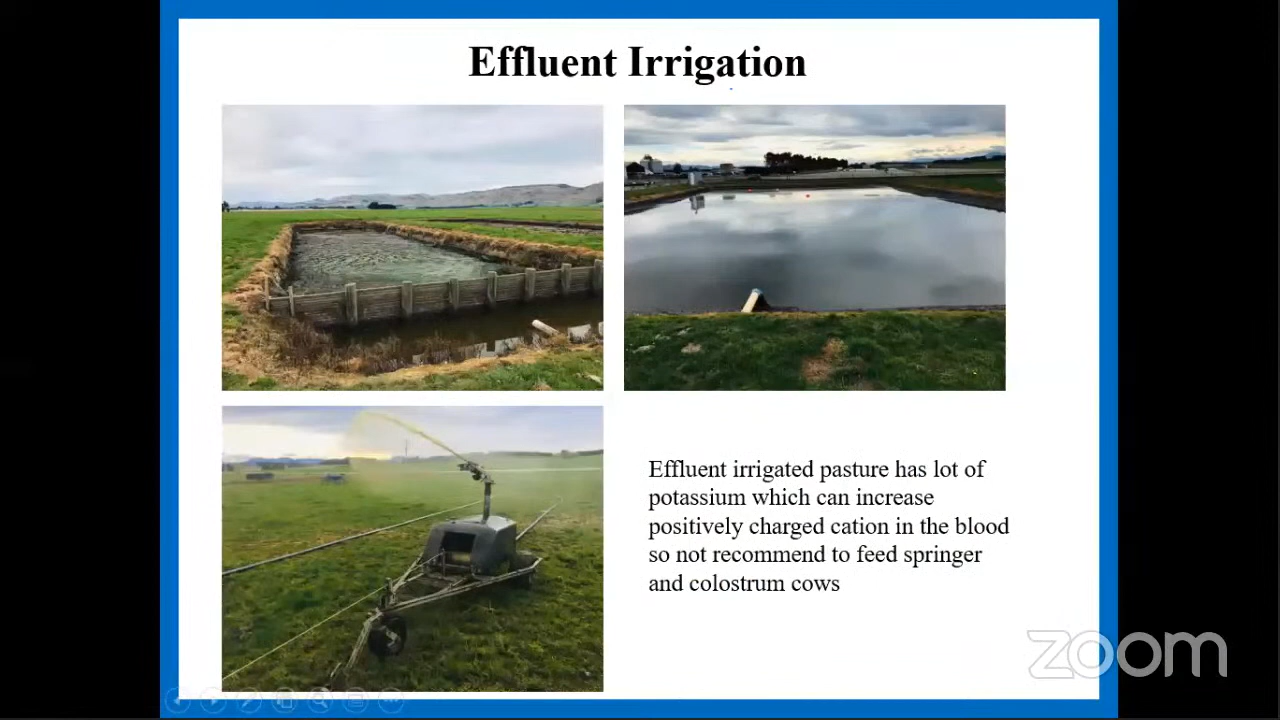 Effluent Irrigation
Effluent irrigated pasture has lot of
potassium which can increase
positively charged cation in the blood
so not recommend to feed springer
and colostrum cows
zoom